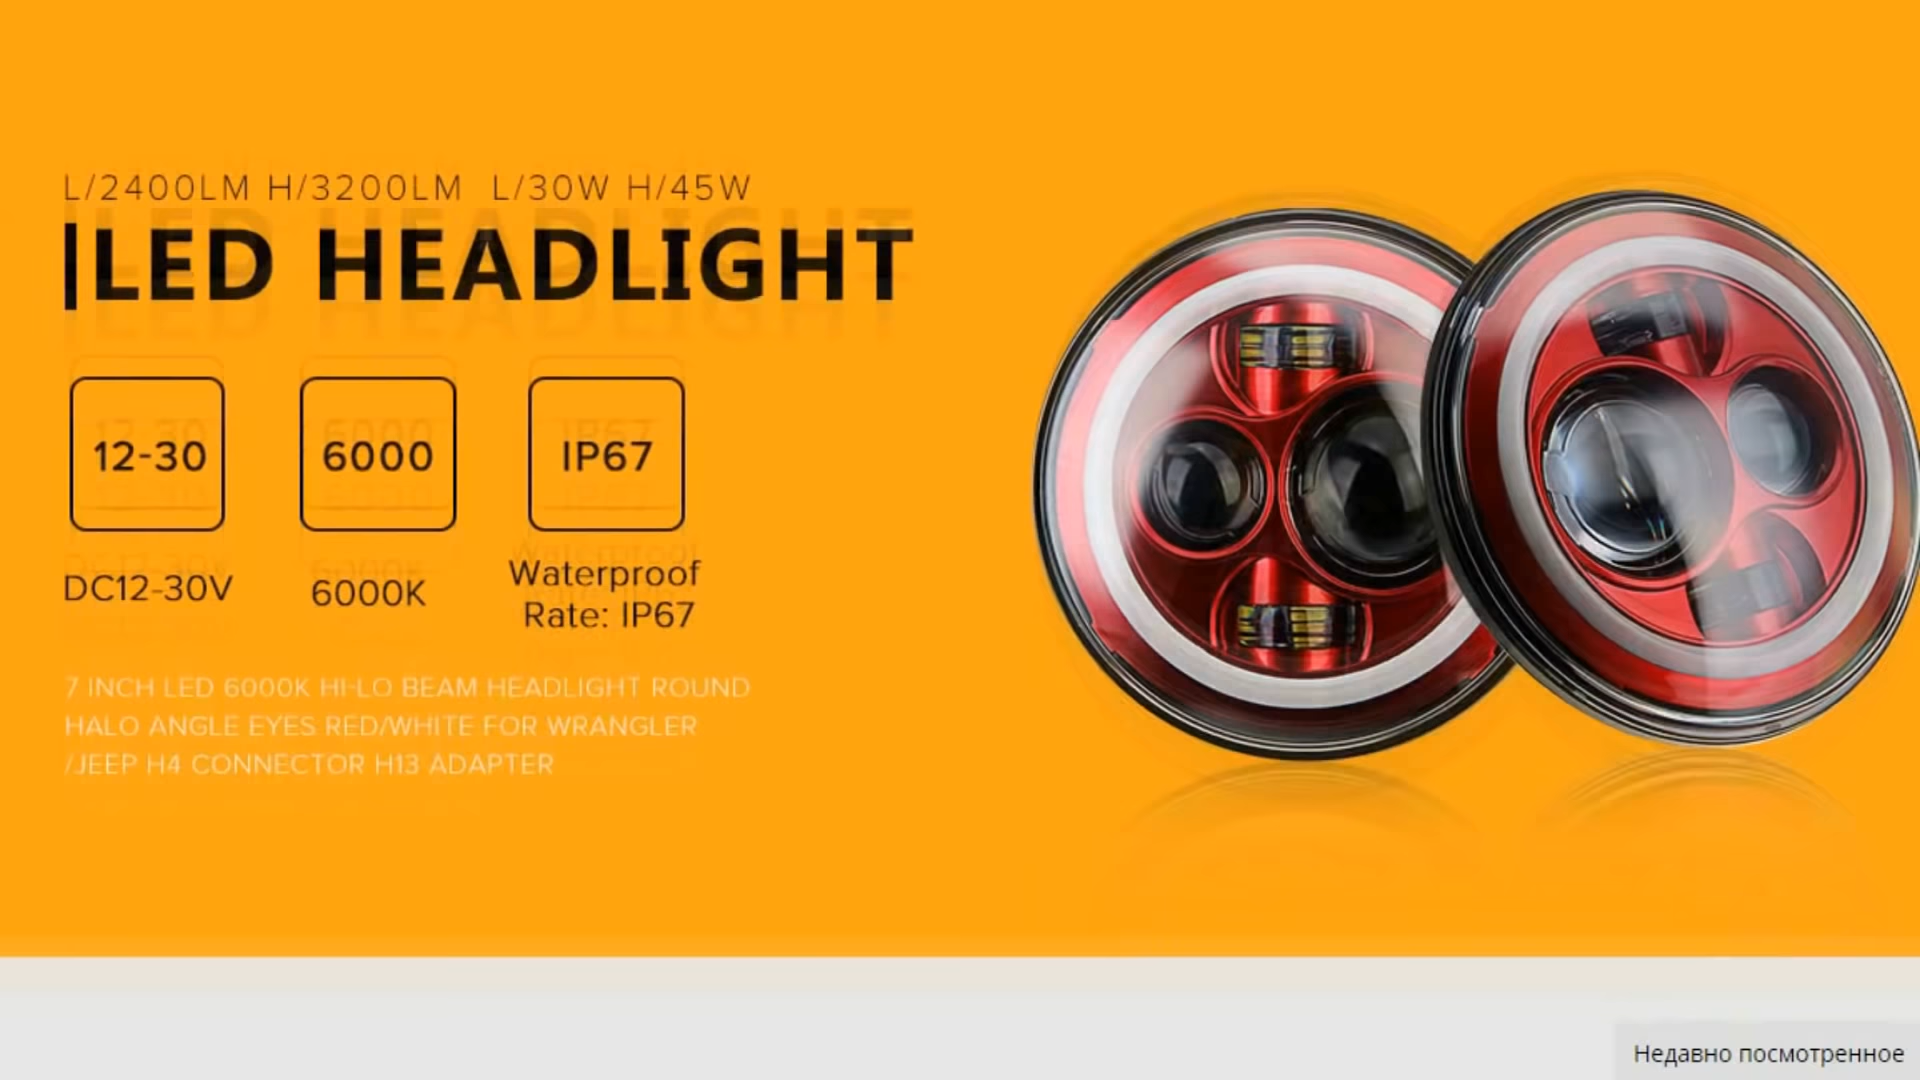 L/2400LM H/3200LM L/30W H/45W
LED HEADLIGHT
12-30
6000
IP67
DC12-30V
6000K
Waterproof
Rate: IP67
7 INCH LED 6000K HI-LO BEAM HEADLIGHT ROUND
HALO ANGLE EYES RED/WHITE FOR WRANGLER
/JEEP H4 CONNECTOR H13 ADAPTER
Недавно посмотренное